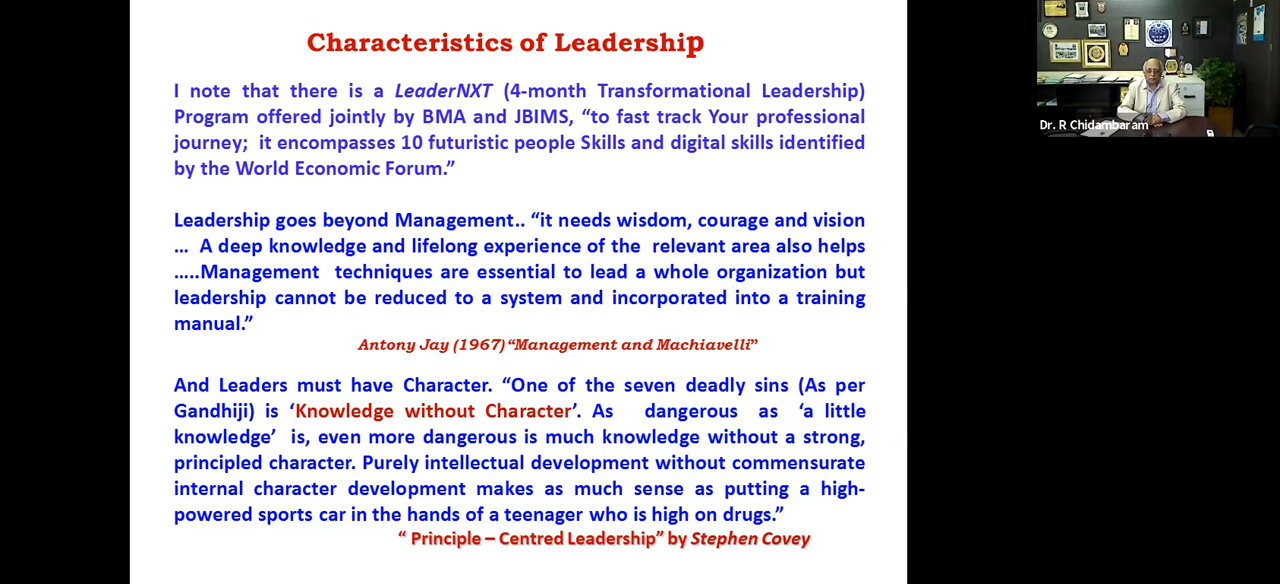 Characteristics of Leadership
I note that there is a LeaderNXT (4-month Transformational Leadership)
Program offered jointly by BMA and JBIMS, “to fast track Your professional
journey; it encompasses 10 futuristic people Skills and digital skills identified
by the World Economic Forum.”
Leadership goes beyond Management.. “it needs wisdom, courage and vision
... A deep knowledge and lifelong experience of the relevant area also helps
.....Management techniques are essential to lead a whole organization but
leadership cannot be reduced to a system and incorporated into a training
manual.”
Antony Jay (1967)“Management and Machiavelli”
And Leaders must have Character. “One of the seven deadly sins (As per
Gandhiji) is ‘Knowledge without Character’. As dangerous as ‘a little
knowledge’ is, even more dangerous is much knowledge without a strong,
principled character. Purely intellectual development without commensurate
internal character development makes as much sense as putting a high-
powered sports car in the hands of a teenager who is high on drugs.”
“ Principle – Centred Leadership” by Stephen Covey
Dr. R Chidambaram